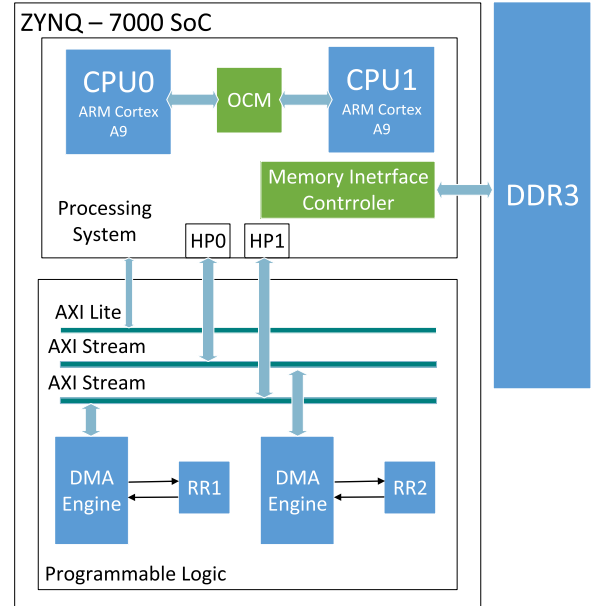 ZYNQ – 7000 SoC
CPU0
ARM Cortex
A9
OCM
CPU1
ARM Cortex
A9
Memory Inetrface
Contrroler
DDR3
Processing
System
HP0
HP1
AXI Lite
AXI Stream
AXI Stream
DMA
Engine
RR1
DMA
Engine
RR2
Programmable Logic